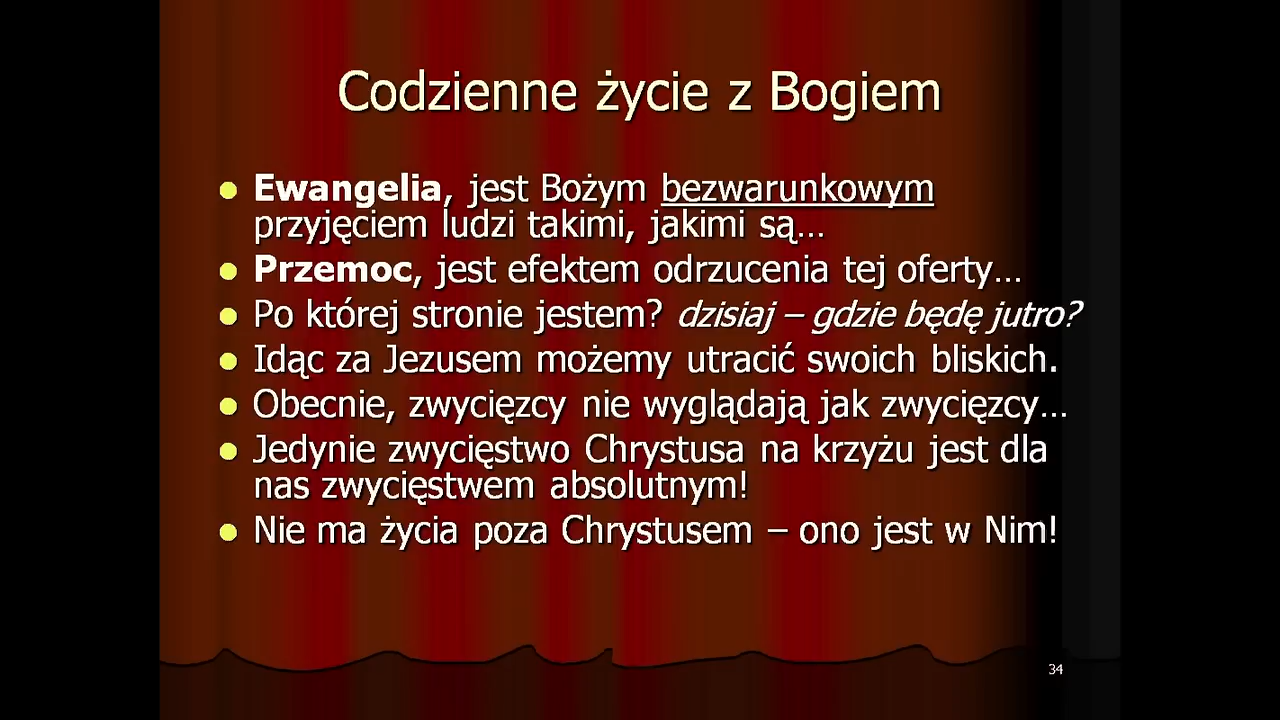 Codzienne życie z Bogiem
Ewangelia, jest Bożym bezwarunkowym
przyjęciem ludzi takimi, jakimi są…
Przemoc, jest efektem odrzucenia tej oferty…
Po której stronie jestem? dzisiaj – gdzie będę jutro?
Idąc za Jezusem możemy utracić swoich bliskich.
Obecnie, zwycięzcy nie wyglądają jak zwycięzcy…
Jedynie zwycięstwo Chrystusa na krzyżu jest dla
nas zwycięstwem absolutnym!
Nie ma życia poza Chrystusem – ono jest w Nim!
34